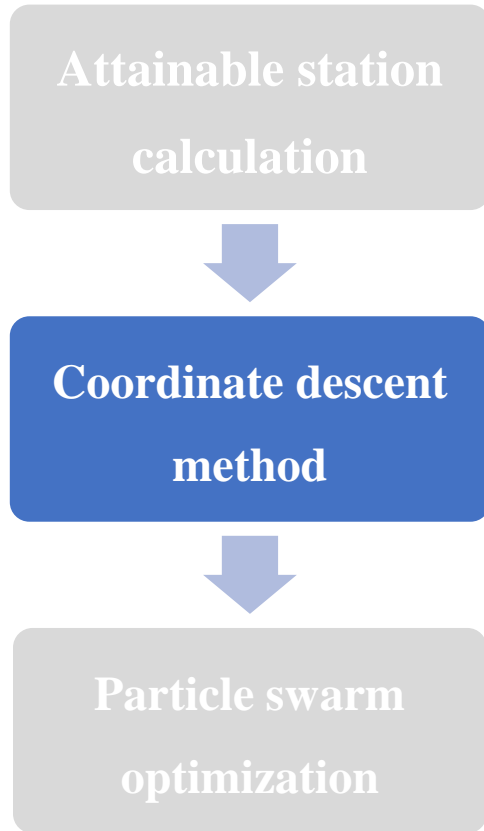 Attainable station
calculation
Coordinate descent
method
Particle swarm
optimization